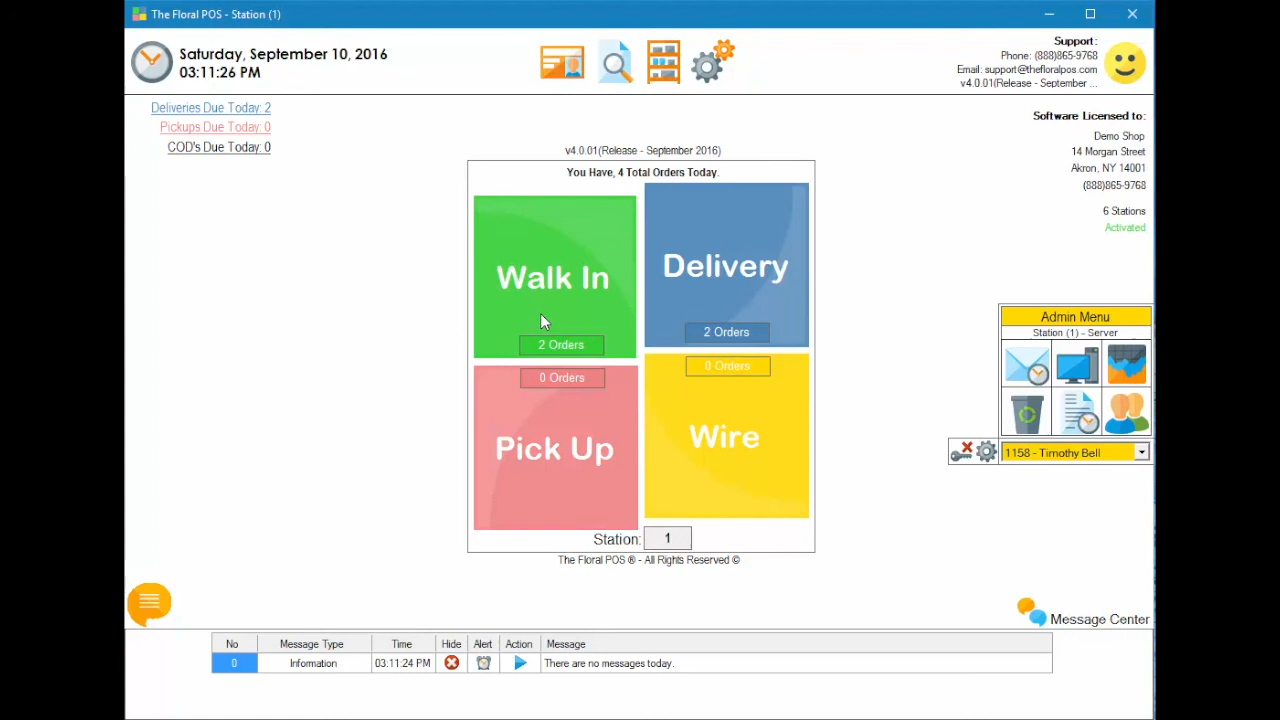 The Floral POS - Station (1)
Saturday, September 10, 2016
03:11:26 PM
Support:
Phone: (888)865-9768
Email: support@thefloralpos.com
v4.0.01(Release - September ...
Deliveries Due Today: 2
Pickups Due Today: 0
COD's Due Today: 0
Software Licensed to:
Demo Shop
14 Morgan Street
Akron, NY 14001
(888)865-9768
6 Stations
Activated
v4.0.01(Release - September 2016)
You Have, 4 Total Orders Today.
Walk In
2 Orders
Delivery
2 Orders
0 Orders
Pick Up
0 Orders
Wire
Station: 1
The Floral POS ® - All Rights Reserved ©
Admin Menu
Station (1) - Server
1158 - Timothy Bell
Message Center
No Message Type Time Hide Alert Action Message
0 Information 03:11:24 PM There are no messages today.